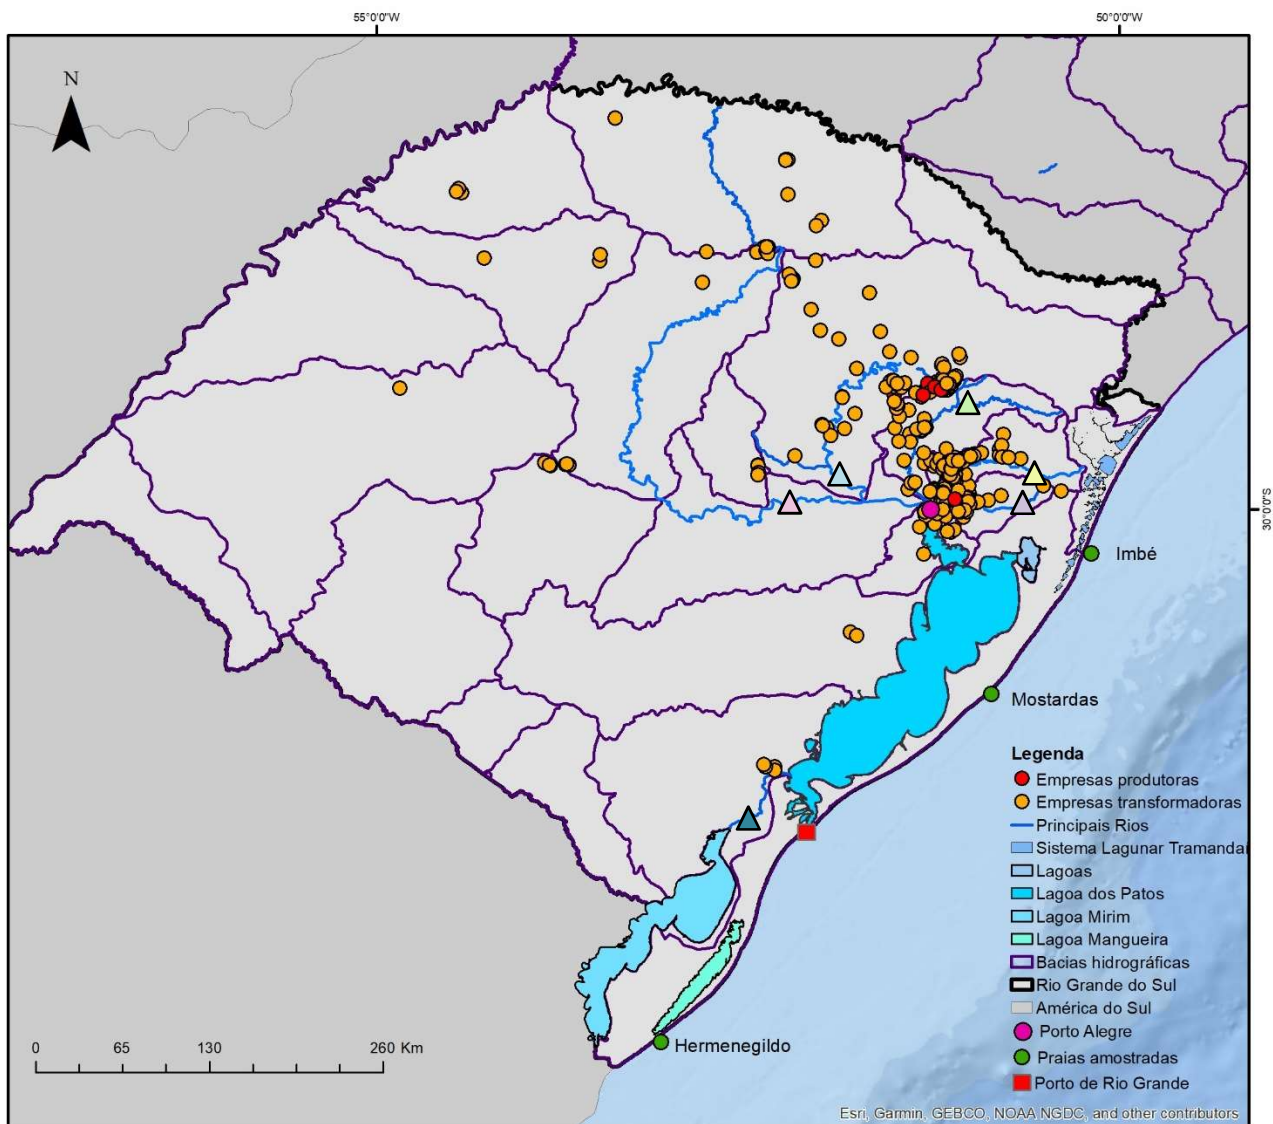 55°0'0"W
50°0'0"W
N
30°0'0"S
Imbé
Mostardas
Hermenegildo
Legenda
Empresas produtoras
Empresas transformadoras
Principais Rios
Sistema Lagunar Tramandaí
Lagoas
Lagoa dos Patos
Lagoa Mirim
Lagoa Mangueira
Bacias hidrográficas
Rio Grande do Sul
América do Sul
Porto Alegre
Praias amostradas
Porto de Rio Grande
0 65 130 260 Km
Esri, Garmin, GEBCO, NOAA NGDC, and other contributors